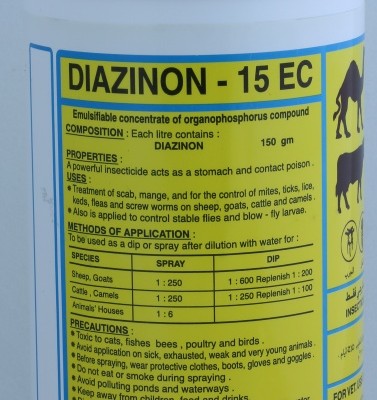 DIAZINON - 15 EC
Emulsifiable concentrate of organophosphorus compound
COMPOSITION : Each litre contains :
DIAZINON 150 gm
PROPERTIES :
A powerful insecticide acts as a stomach and contact poison .
USES :
• Treatment of scab, mange, and for the control of mites, ticks, lice,
keds, fleas and screw worms on sheep, goats, cattle and camels .
• Also is applied to control stable flies and blow - fly larvae.
METHODS OF APPLICATION :
To be used as a dip or spray after dilution with water for :
SPECIES SPRAY DIP
Sheep, Goats 1 : 250 1 : 600 Replenish 1 : 200
Cattle , Camels 1 : 250 1 : 250 Replenish 1 : 100
Animals' Houses 1 : 6
PRECAUTIONS :
• Toxic to cats, fishes bees , poultry and birds .
• Avoid application on sick, exhausted, weak and very young animals .
• Before spraying, wear protective clothes, boots, gloves and goggles .
• Do not eat or smoke during spraying .
• Avoid polluting ponds and waterways .
• Keep away from children, food and drinks
INSEC
FOR VET US